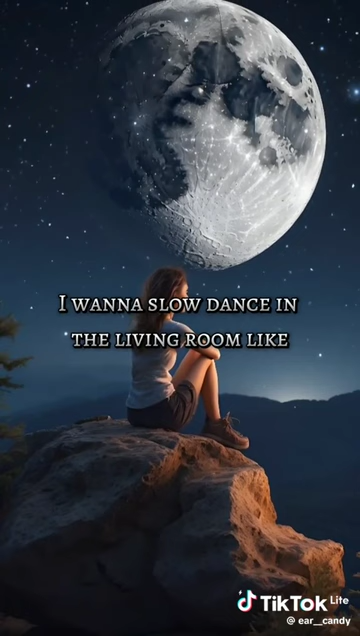 I WANNA SLOW DANCE IN
THE LIVING ROOM LIKE
TikTok Lite
@ ear__candy